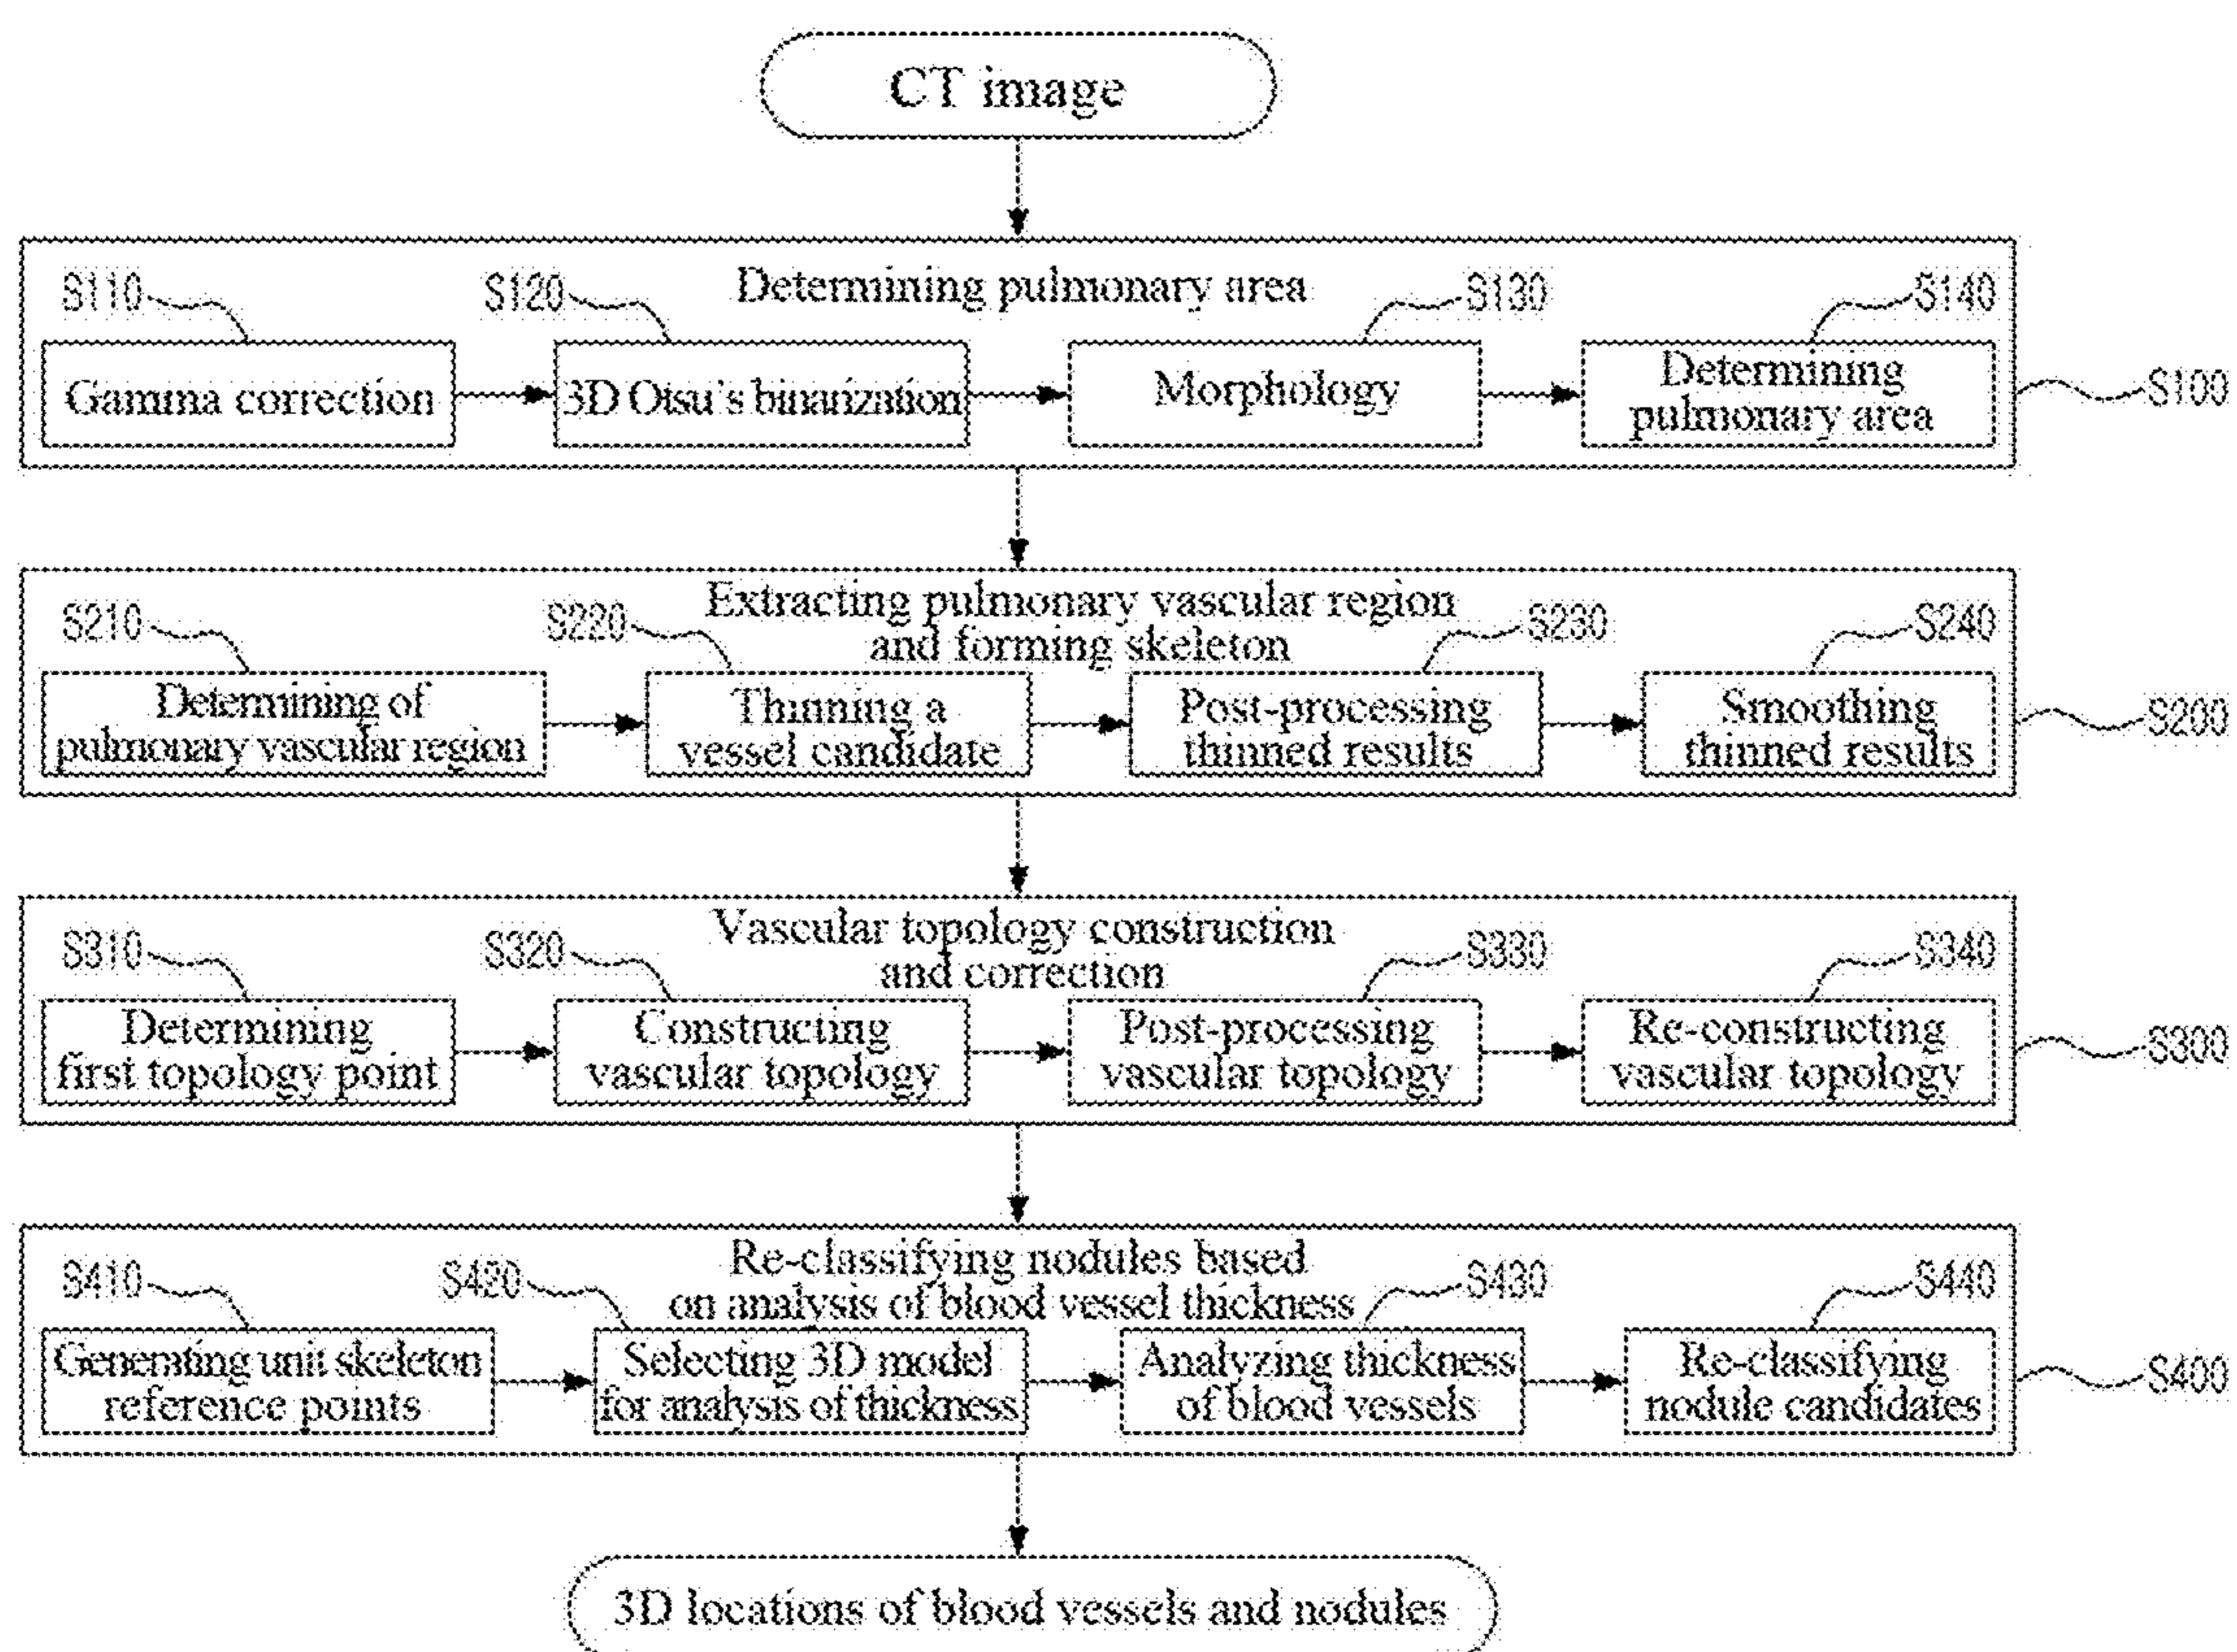 CT image
Determining pulmonary area
S110
S120
S130
S140
Gamma correction
3D Otsu's binarization
Morphology
Determining
pulmonary area
S100
Extracting pulmonary vascular region
and forming skeleton
S210
S220
S230
S240
Determining of
pulmonary vascular region
Thinning a
vessel candidate
Post-processing
thinned results
Smoothing
thinned results
S200
Vascular topology construction
and correction
S310
S320
S330
S340
Determining
first topology point
Constructing
vascular topology
Post-processing
vascular topology
Re-constructing
vascular topology
S300
Re-classifying nodules based
on analysis of blood vessel thickness
S410
S420
S430
S440
Generating unit skeleton
reference points
Selecting 3D model
for analysis of thickness
Analyzing thickness
of blood vessels
Re-classifying
nodule candidates
S400
3D locations of blood vessels and nodules